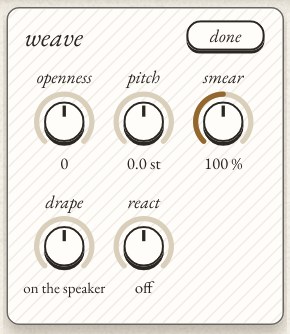 weave
done
openness pitch smear
0 0.0 st 100 %
drape react
on the speaker off